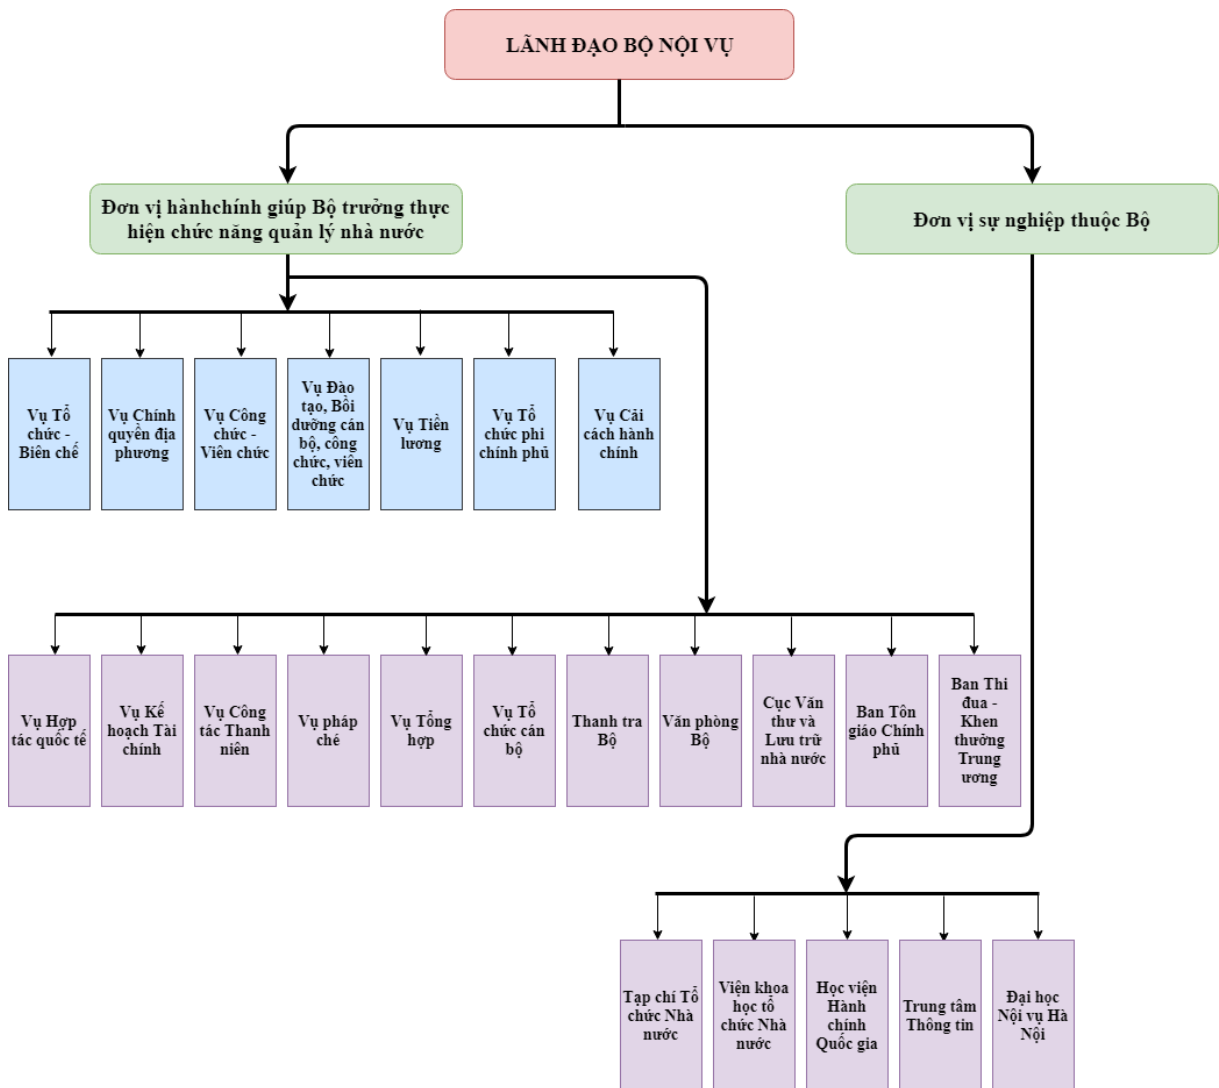 LÃNH ĐẠO BỘ NỘI VỤ
Đơn vị hànhchính giúp Bộ trưởng thực
hiện chức năng quản lý nhà nước
Đơn vị sự nghiệp thuộc Bộ
Vụ Tổ
chức -
Biên chế
Vụ Chính
quyền địa
phương
Vụ Công
chức -
Viên chức
Vụ Đào
tạo, Bồi
dưỡng cán
bộ, công
chức, viên
chức
Vụ Tiền
lương
Vụ Tổ
chức phi
chính phủ
Vụ Cải
cách hành
chính
Vụ Hợp
tác quốc tế
Vụ Kế
hoạch Tài
chính
Vụ Công
tác Thanh
niên
Vụ pháp
ché
Vụ Tổng
hợp
Vụ Tổ
chức cán
bộ
Thanh tra
Bộ
Văn phòng
Bộ
Cục Văn
thư và
Lưu trữ
nhà nước
Ban Tôn
giáo Chính
phủ
Ban Thi
đua -
Khen
thưởng
Trung
ương
Tạp chí Tổ
chức Nhà
nước
Viện khoa
học tổ
chức Nhà
nước
Học viện
Hành
chính
Quốc gia
Trung tâm
Thông tin
Đại học
Nội vụ Hà
Nội